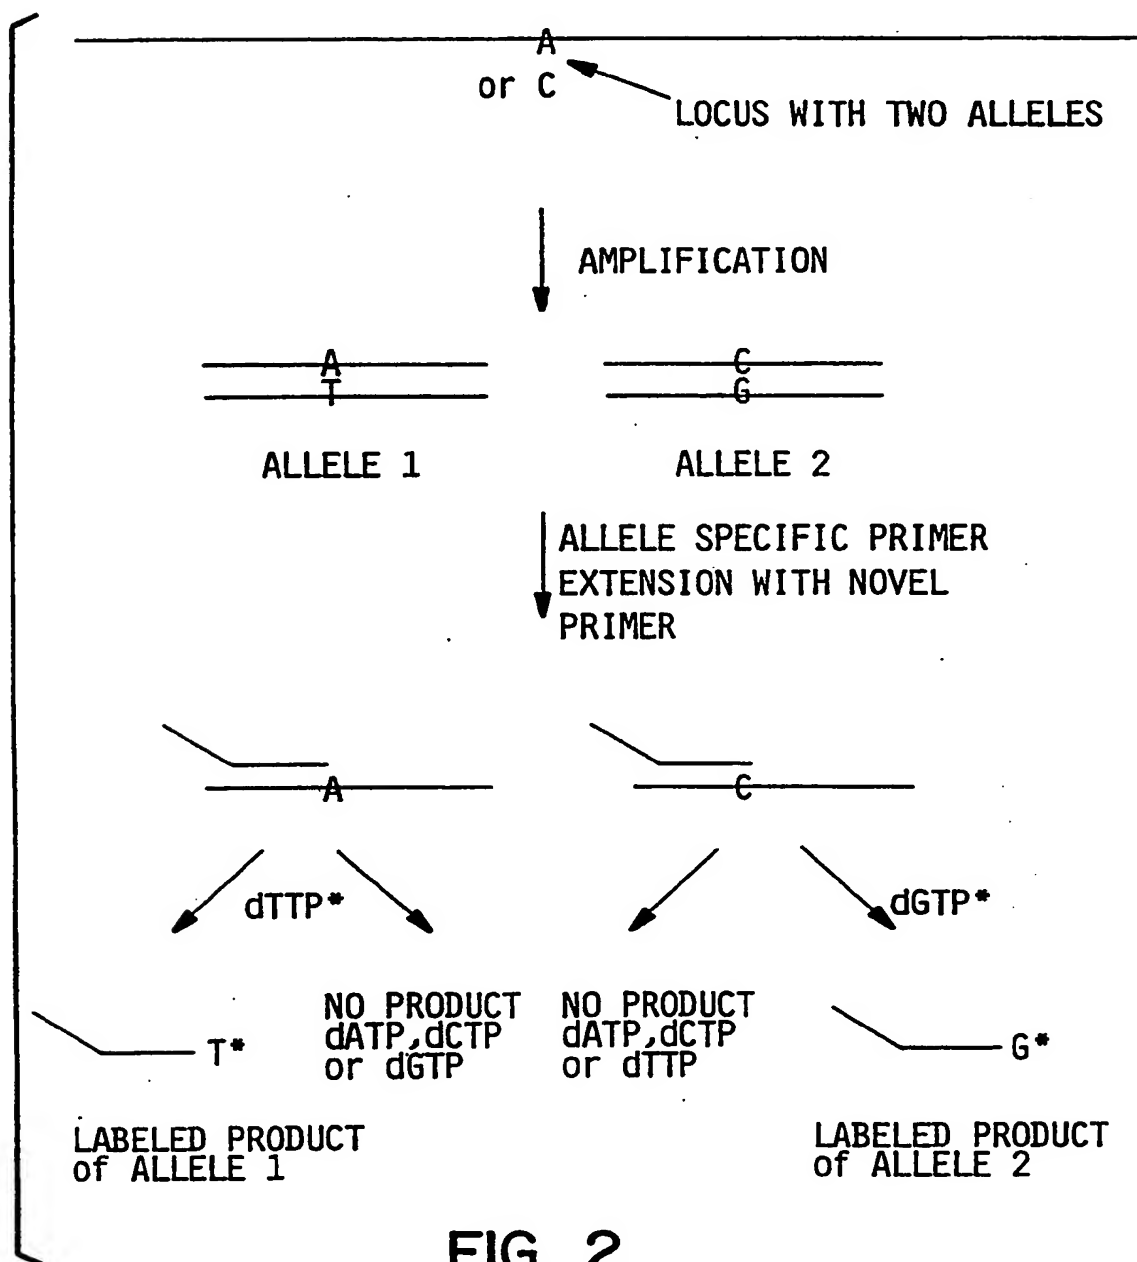 A
or C
LOCUS WITH TWO ALLELES
AMPLIFICATION
A
T
C
G
ALLELE 1
ALLELE 2
ALLELE SPECIFIC PRIMER
EXTENSION WITH NOVEL
PRIMER
A
C
dTTP*
dGTP*
T*
NO PRODUCT
dATP,dCTP
or dGTP
NO PRODUCT
dATP,dCTP
or dTTP
G*
LABELED PRODUCT
of ALLELE 1
LABELED PRODUCT
of ALLELE 2
FIG. 2